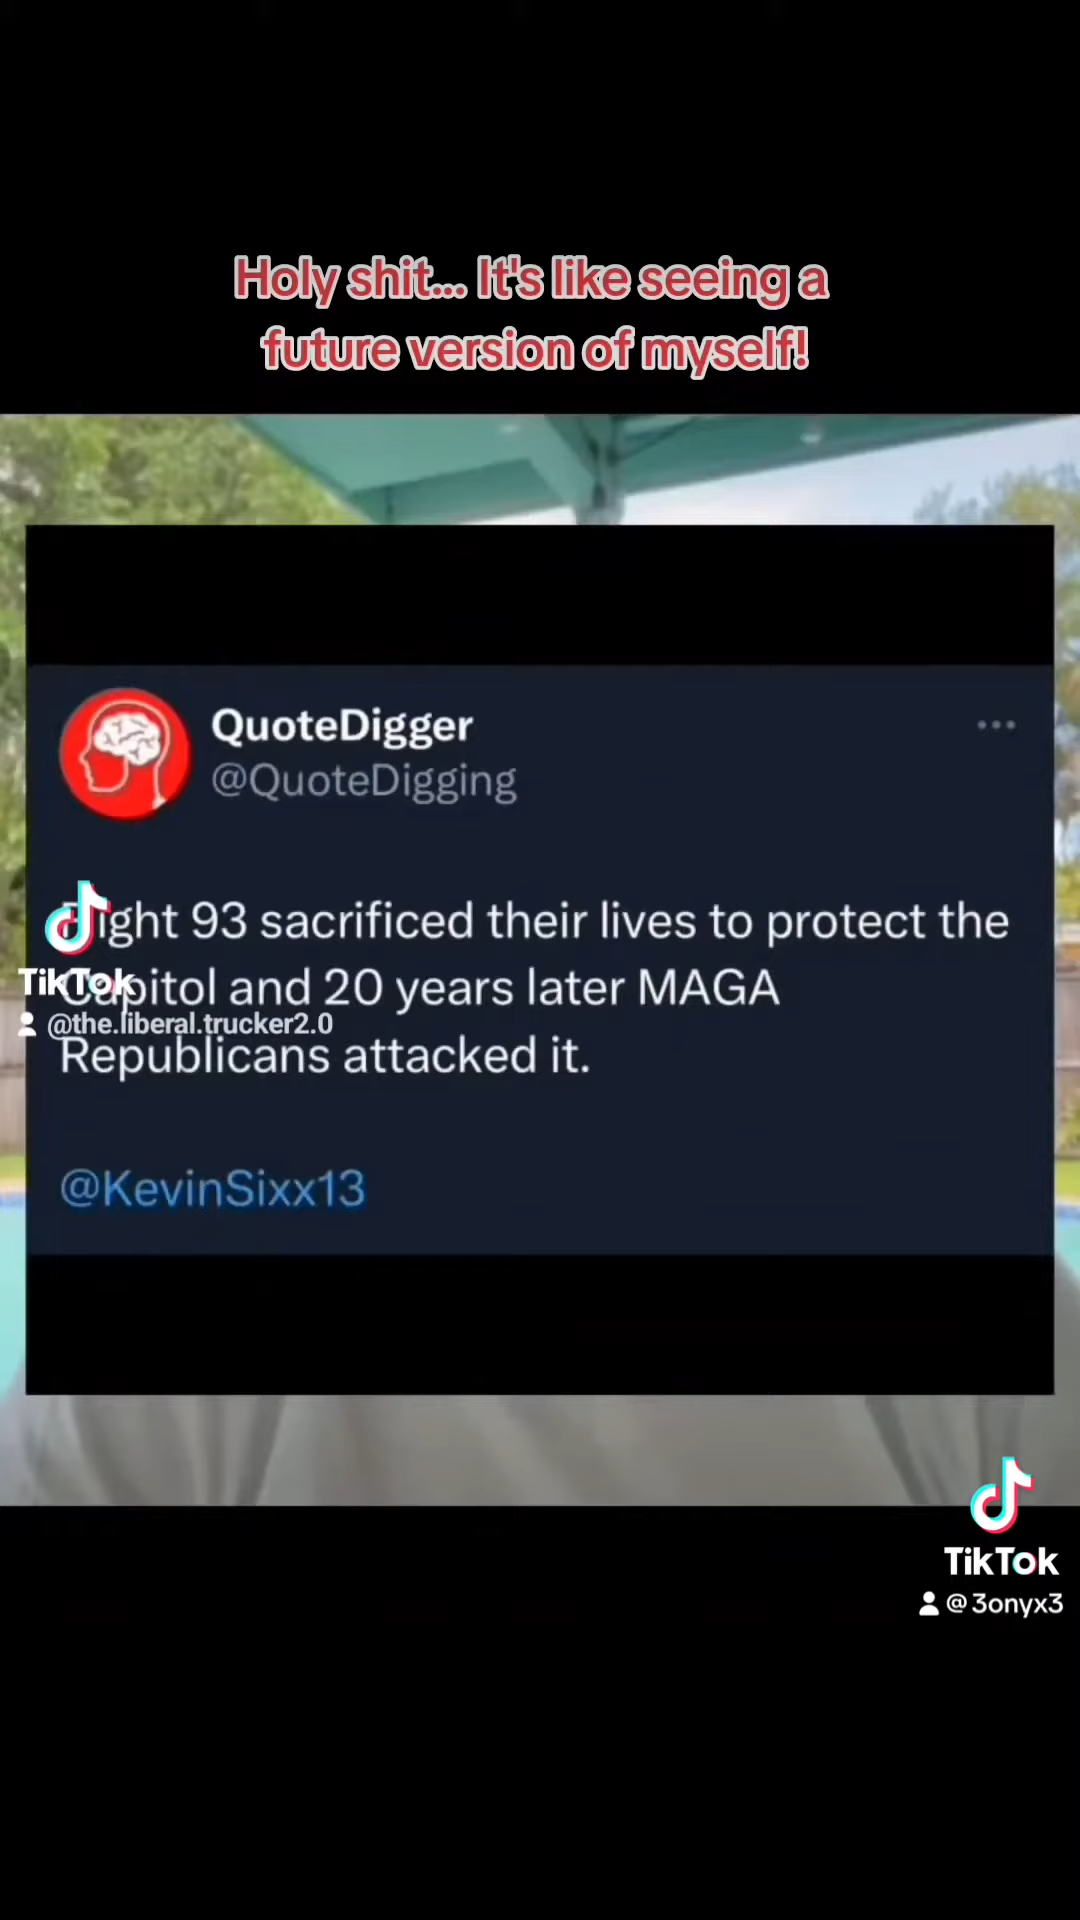 Holy shit... It's like seeing a
future version of myself!
QuoteDigger
@QuoteDigging
Flight 93 sacrificed their lives to protect the
Capitol and 20 years later MAGA
Republicans attacked it.
@KevinSixx13
TikTok
@the.liberal.trucker2.0
TikTok
@3onyx3